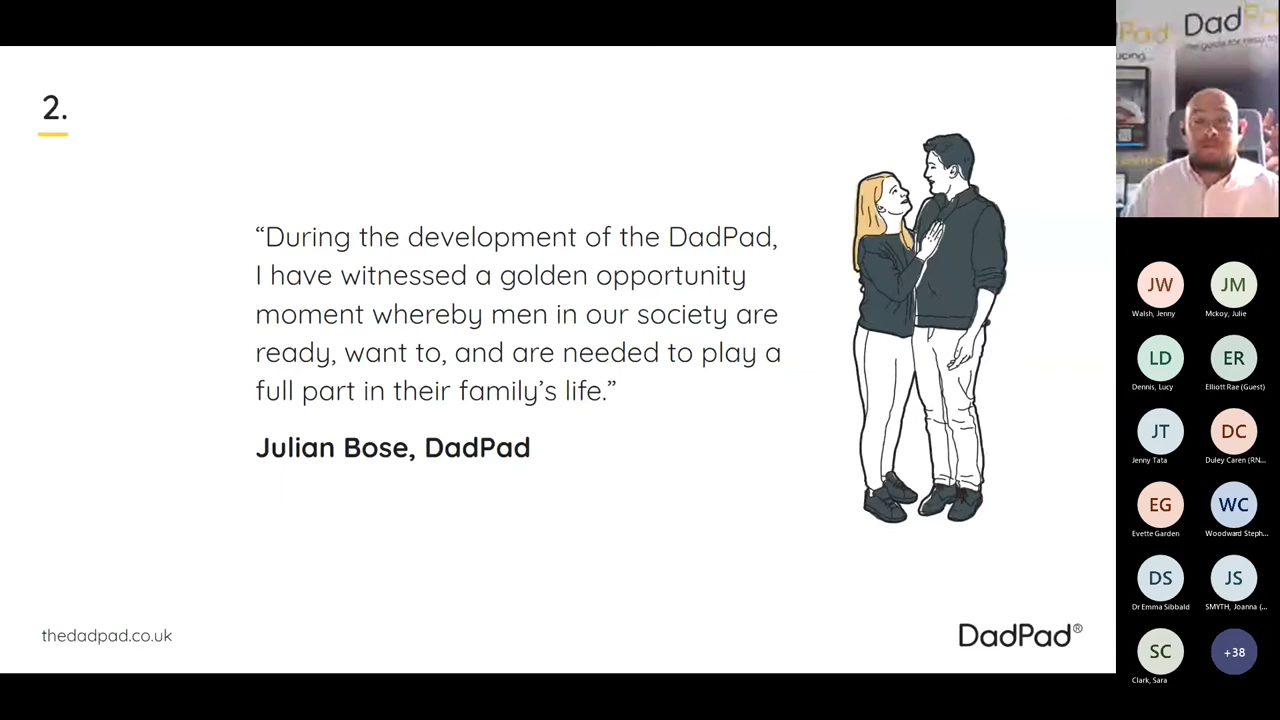 2.
“During the development of the DadPad,
I have witnessed a golden opportunity
moment whereby men in our society are
ready, want to, and are needed to play a
full part in their family’s life.”
Julian Bose, DadPad
thedadpad.co.uk
DadPad®
Pad
DadPa
JW
JM
Walsh, Jenny
Mckoy, Julie
LD
ER
Dennis, Lucy
Elliott Rae (Guest)
JT
DC
Jenny Tata
Duley Caren (RN...
EG
WC
Evette Garden
Woodward Steph...
DS
JS
Dr Emma Sibbald
SMYTH, Joanna (...
SC
+38
Clark, Sara